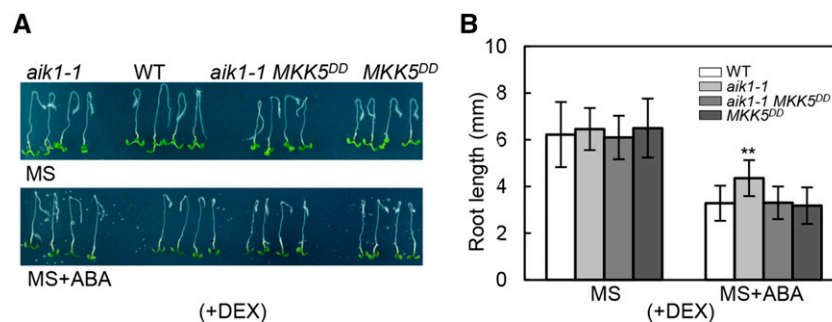 A
aik1-1 WT aik1-1 MKK5DD MKK5DD
MS
MS+ABA
(+DEX)
B
10
8
6
4
2
0
Root length (mm)
WT
aik1-1
aik1-1 MKK5DD
MKK5DD
**
MS MS+ABA
(+DEX)